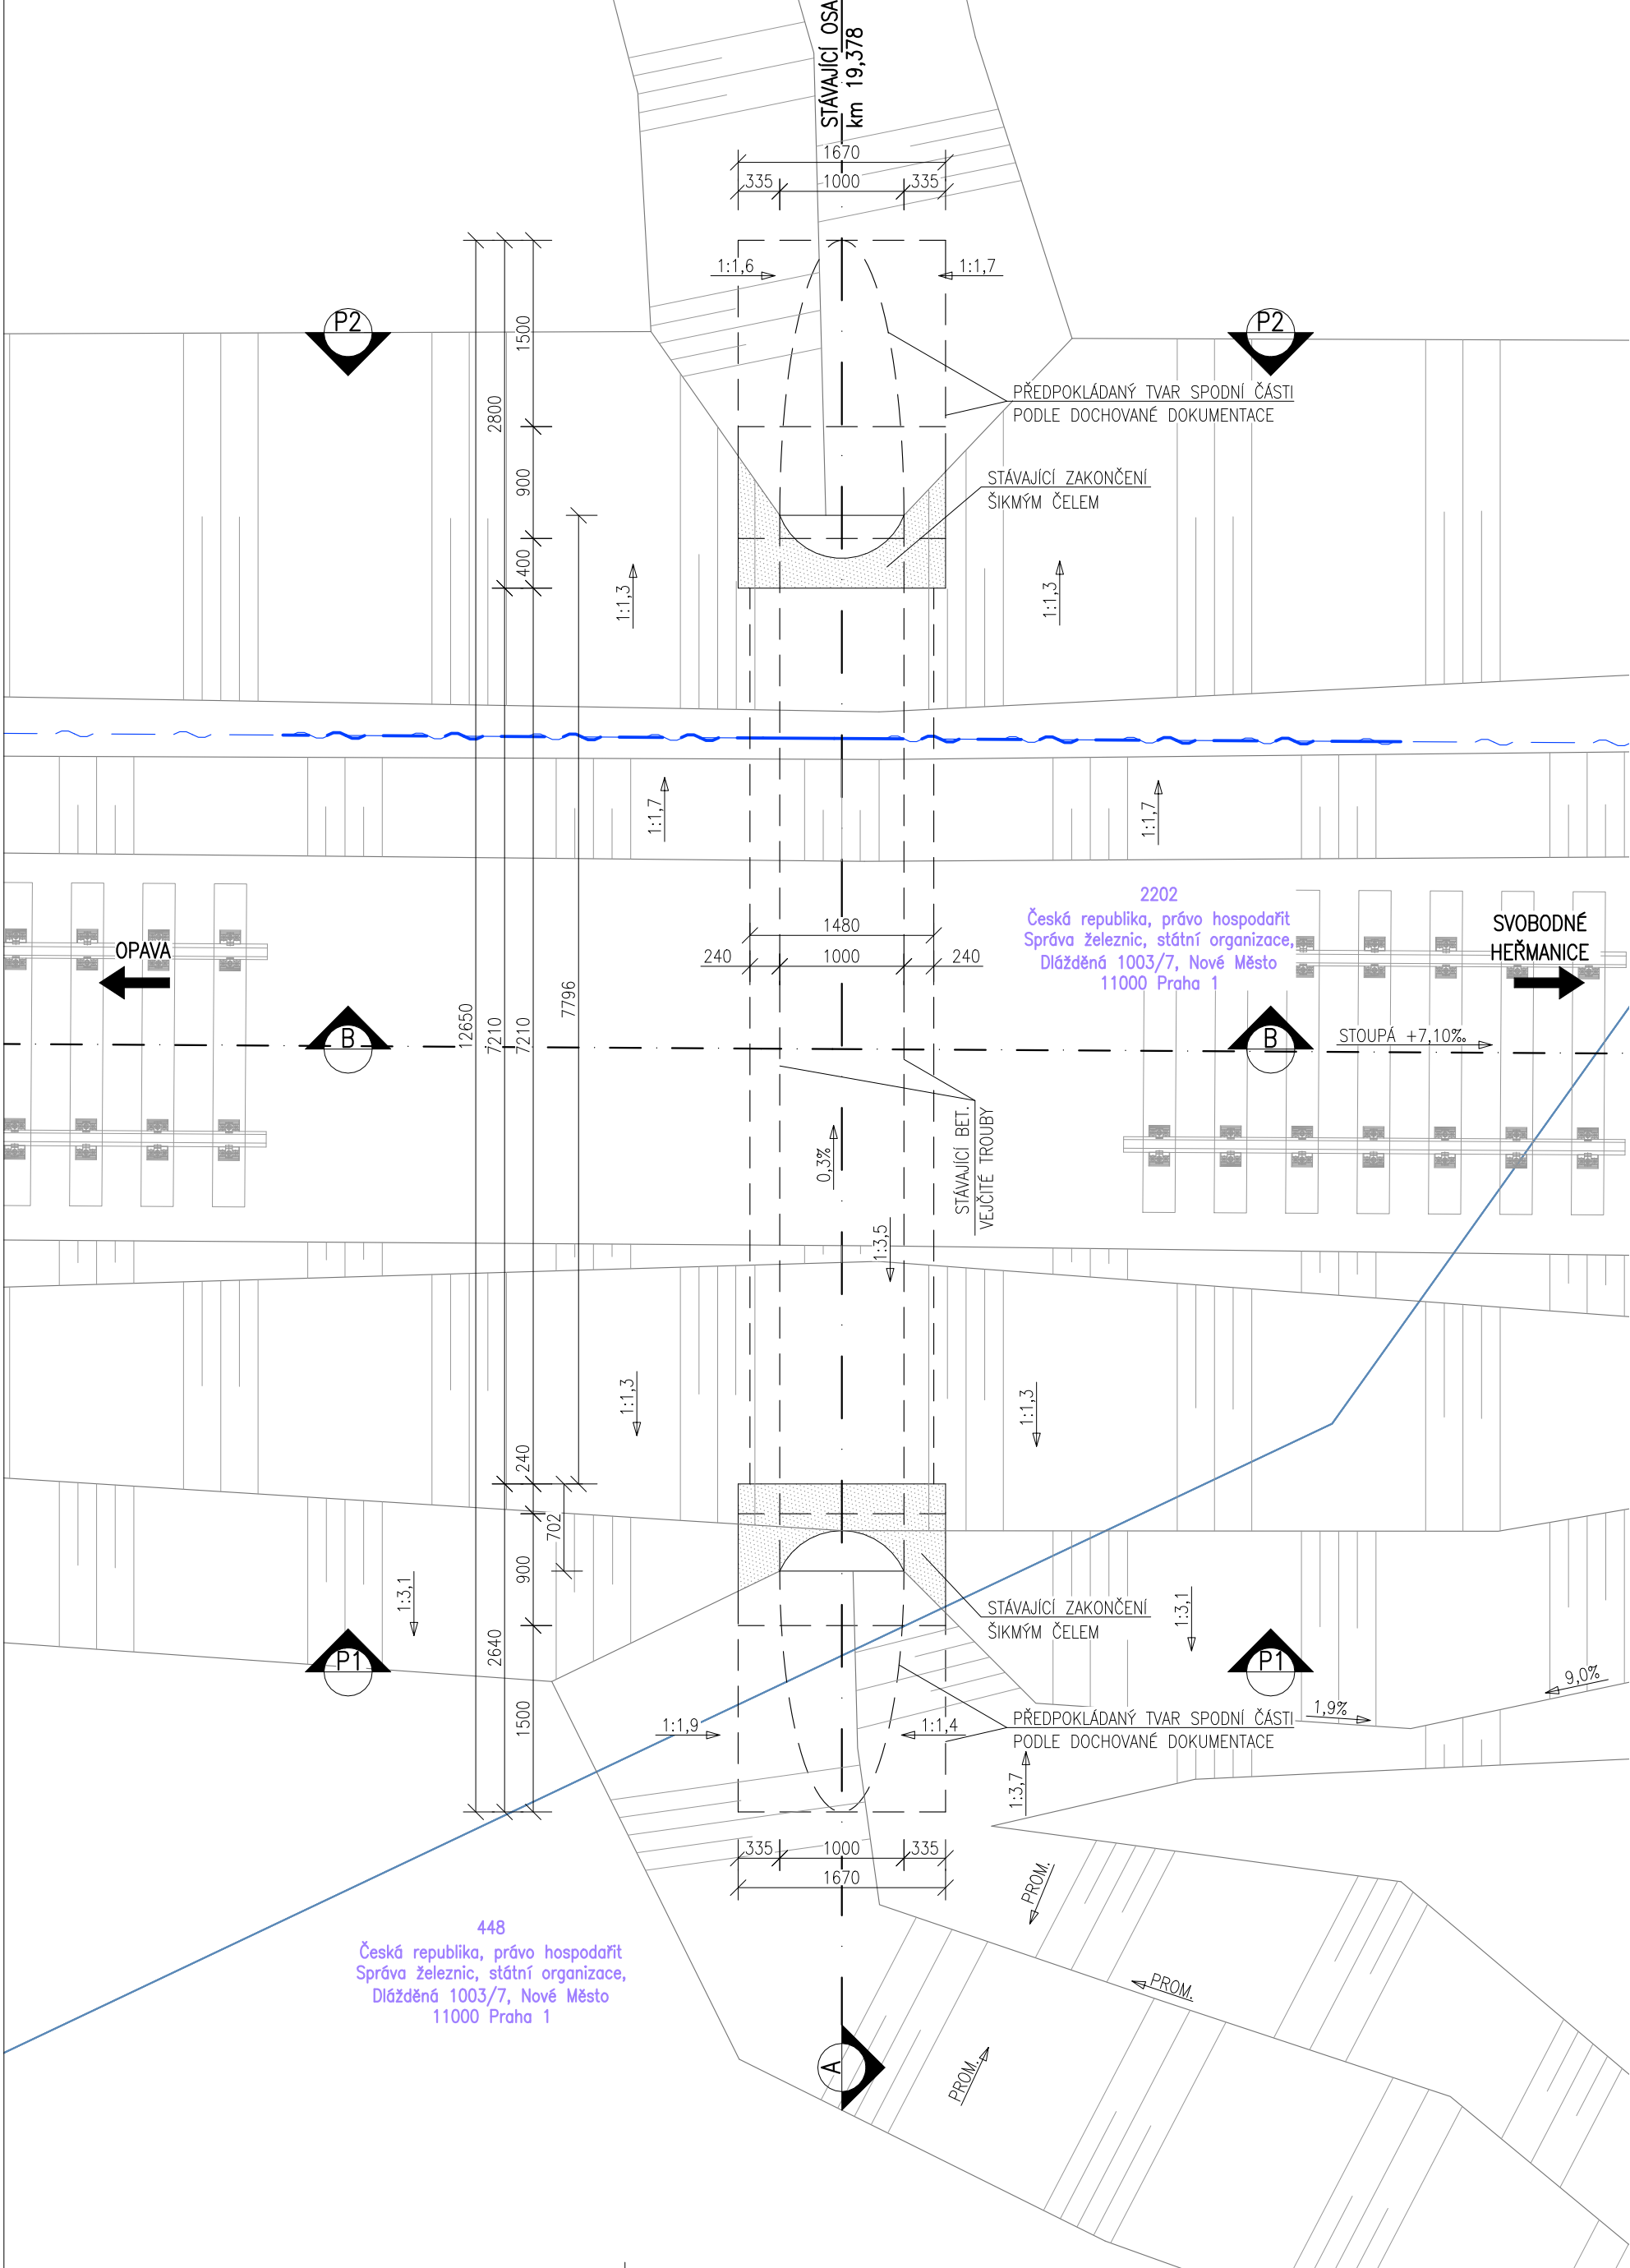 STÁVAJÍCÍ OSA
km 19,378
1670
335
1000
335
1:1,6
1:1,7
P2
P2
1500
2800
900
400
PŘEDPOKLÁDANÝ TVAR SPODNÍ ČÁSTI
PODLE DOCHOVANÉ DOKUMENTACE
STÁVAJÍCÍ ZAKONČENÍ
ŠIKMÝM ČELEM
1:1,3
1:1,3
1:1,7
1:1,7
2202
Česká republika, právo hospodařit
Správa železnic, státní organizace,
Dlážděná 1003/7, Nové Město
11000 Praha 1
OPAVA
SVOBODNÉ
HEŘMANICE
1480
240
1000
240
12650
7210
7210
7796
B
B
STOUPÁ +7,10‰
STÁVAJÍCÍ BET.
VEJČITÉ TROUBY
0,3%
1:3,5
1:1,3
1:1,3
240
702
900
2640
1500
1:3,1
1:3,1
STÁVAJÍCÍ ZAKONČENÍ
ŠIKMÝM ČELEM
P1
P1
9,0%
1,9%
1:1,9
1:1,4
PŘEDPOKLÁDANÝ TVAR SPODNÍ ČÁSTI
PODLE DOCHOVANÉ DOKUMENTACE
1:3,7
335
1000
335
1670
PROM.
PROM.
PROM.
448
Česká republika, právo hospodařit
Správa železnic, státní organizace,
Dlážděná 1003/7, Nové Město
11000 Praha 1
A